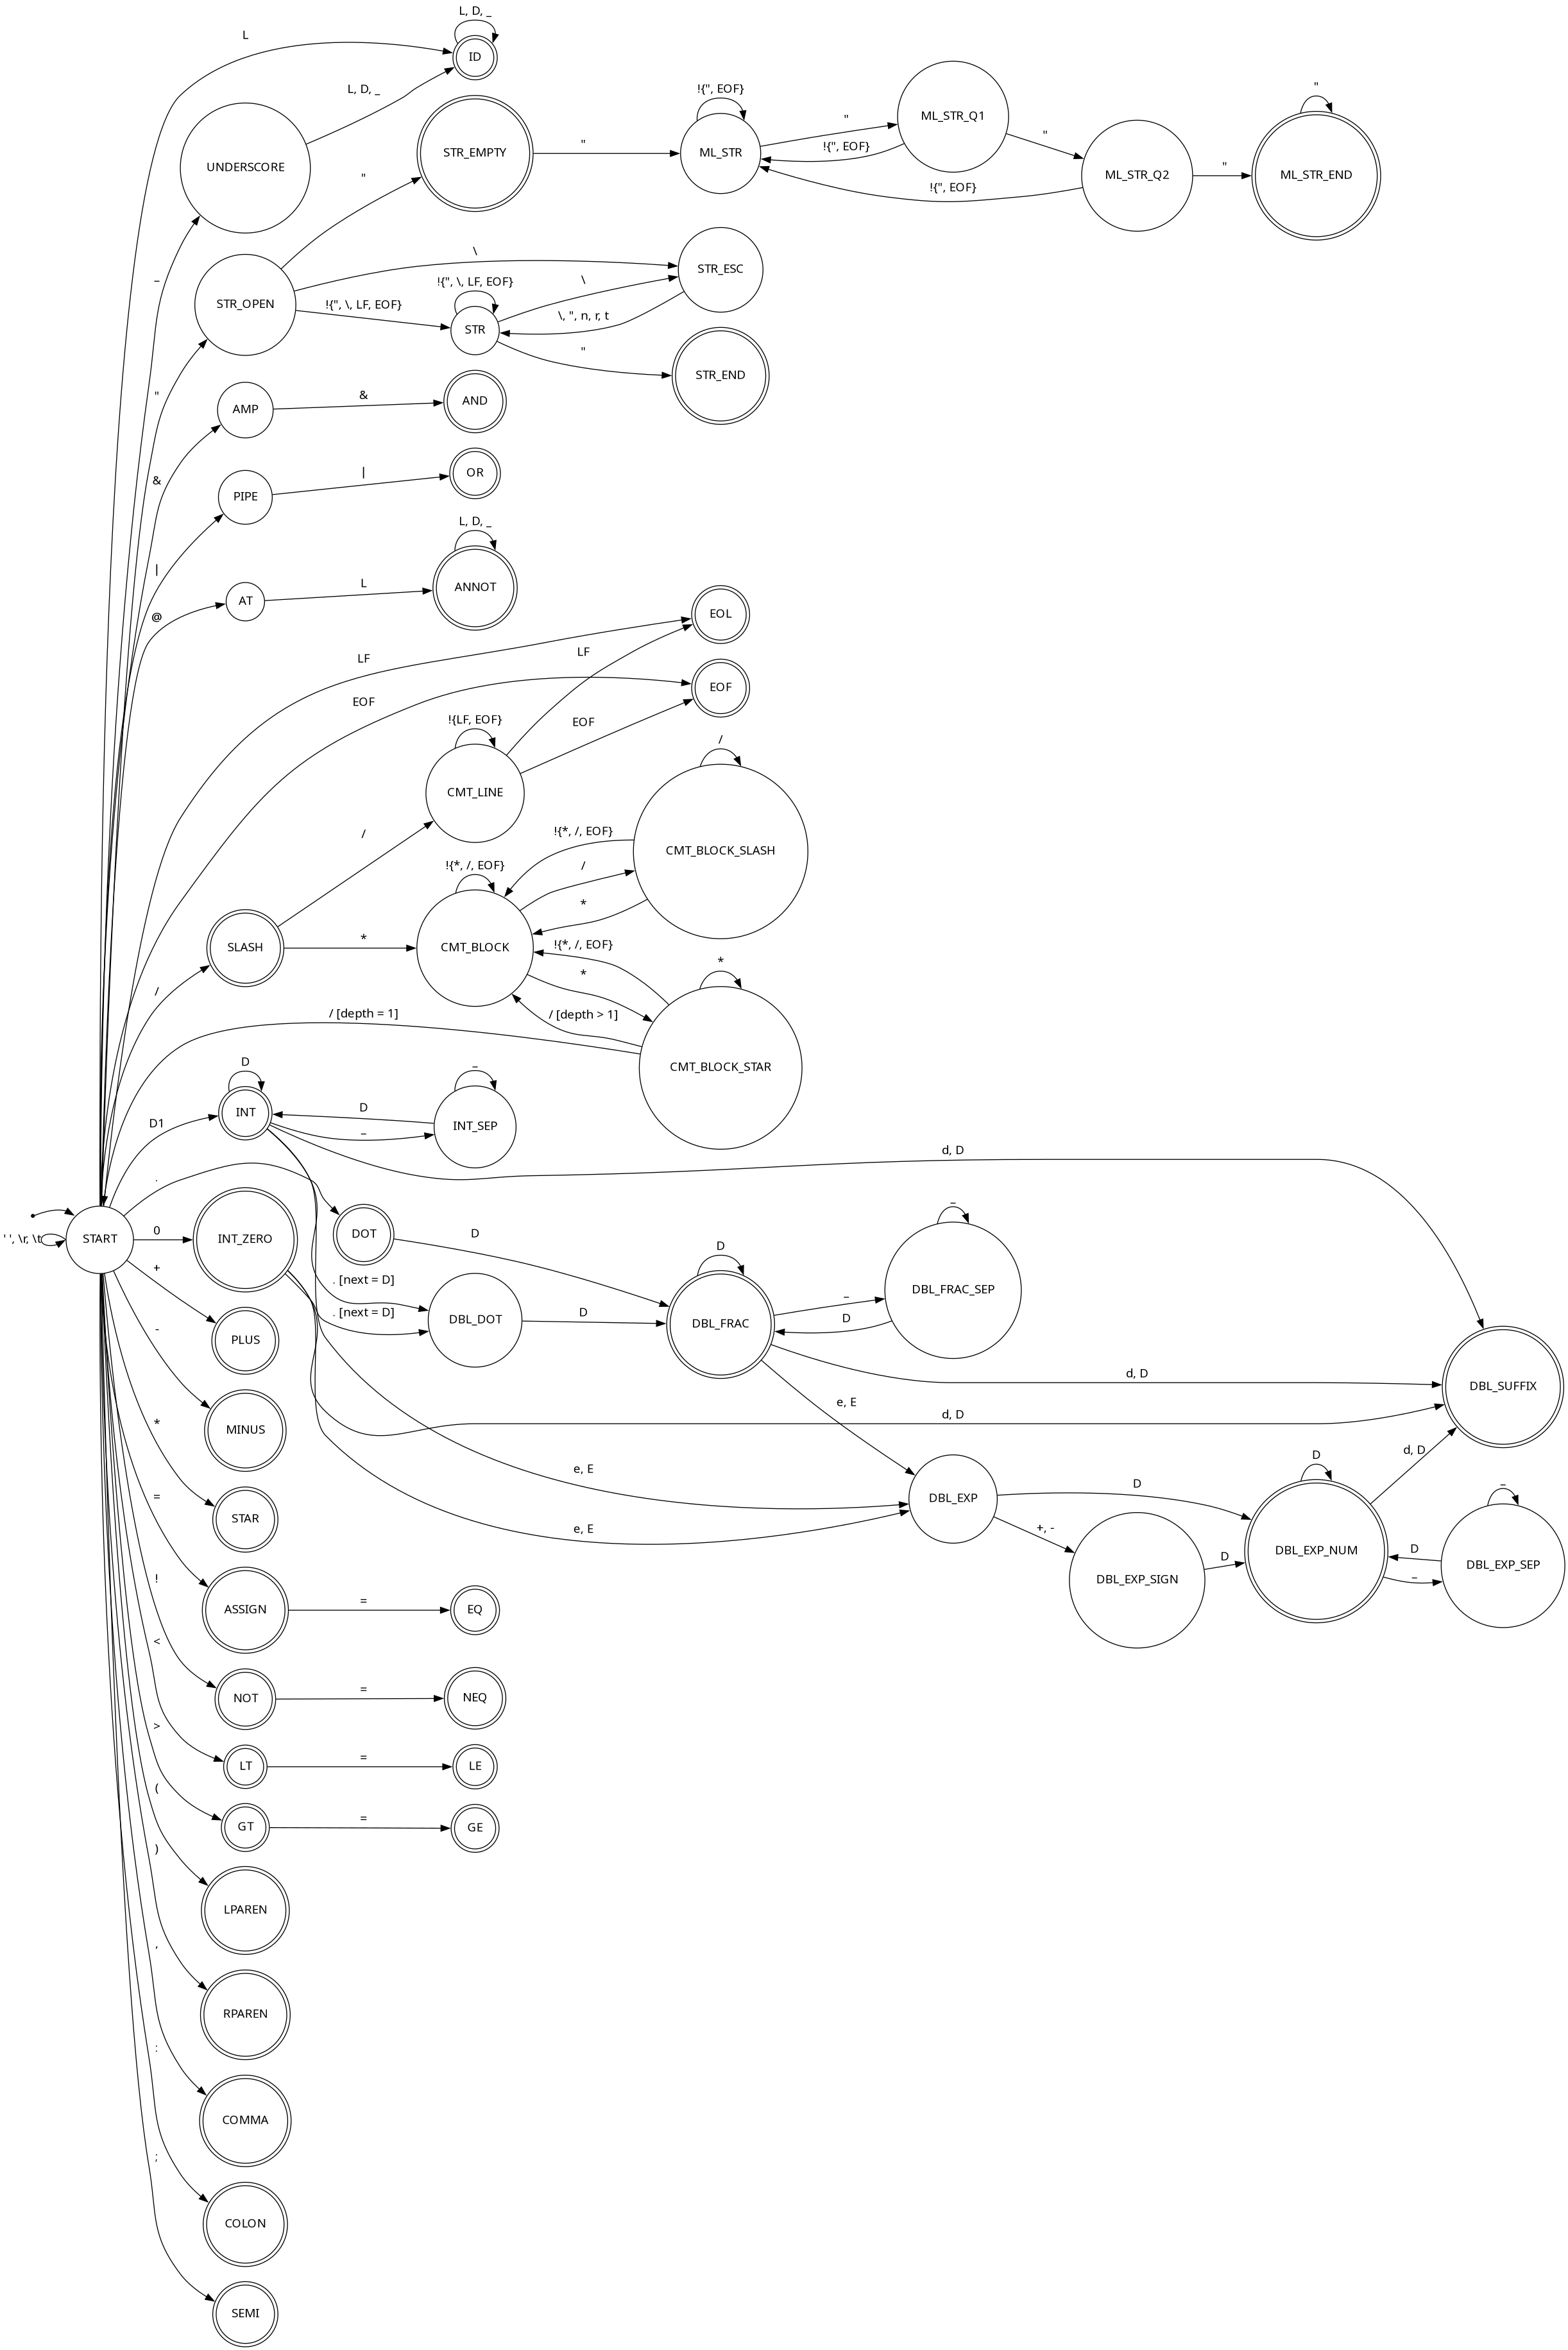 L, D, _
L
ID
L, D, _
!{", EOF}
"
ML_STR_Q1
"
"
UNDERSCORE
STR_EMPTY
"
ML_STR
!{", EOF}
"
ML_STR_Q2
"
ML_STR_END
"
!{", EOF}
_
\
STR_ESC
!{", \, LF, EOF}
\
STR_OPEN
!{", \, LF, EOF}
STR
\, ", n, r, t
"
STR_END
"
&
AMP
AND
&
|
PIPE
OR
|
L, D, _
AT
L
ANNOT
@
EOL
LF
LF
EOF
EOF
EOF
!{LF, EOF}
/
CMT_LINE
/
!{*, /, EOF}
CMT_BLOCK_SLASH
!{*, /, EOF}
/
*
SLASH
*
CMT_BLOCK
!{*, /, EOF}
*
*
/
/ [depth = 1]
/ [depth > 1]
CMT_BLOCK_STAR
D
_
D1
INT
D
_
INT_SEP
d, D
.
_
' ', \r, \t
START
0
INT_ZERO
DOT
D
D
+
. [next = D]
_
DBL_FRAC_SEP
. [next = D]
DBL_DOT
D
DBL_FRAC
D
PLUS
-
d, D
DBL_SUFFIX
MINUS
*
e, E
d, D
d, D
STAR
=
e, E
DBL_EXP
D
D
_
e, E
+, -
!
DBL_EXP_SIGN
D
DBL_EXP_NUM
D
_
DBL_EXP_SEP
ASSIGN
=
EQ
<
NOT
=
NEQ
>
LT
=
LE
(
GT
=
GE
)
LPAREN
,
RPAREN
:
COMMA
;
COLON
SEMI